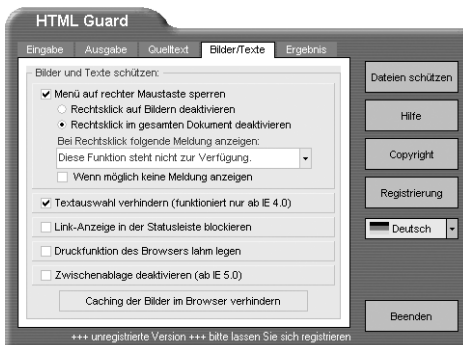 HTML Guard
Eingabe
Ausgabe
Quelltext
Bilder/Texte
Ergebnis
Bilder und Texte schützen:
Menü auf rechter Maustaste sperren
Rechtsklick auf Bildern deaktivieren
Rechtsklick im gesamten Dokument deaktivieren
Bei Rechtsklick folgende Meldung anzeigen:
Diese Funktion steht nicht zur Verfügung.
Wenn möglich keine Meldung anzeigen
Textauswahl verhindern (funktioniert nur ab IE 4.0)
Link-Anzeige in der Statusleiste blockieren
Druckfunktion des Browsers lahm legen
Zwischenablage deaktivieren (ab IE 5.0)
Caching der Bilder im Browser verhindern
+++ unregistrierte Version +++ bitte lassen Sie sich registrieren
Dateien schützen
Hilfe
Copyright
Registrierung
Deutsch
Beenden